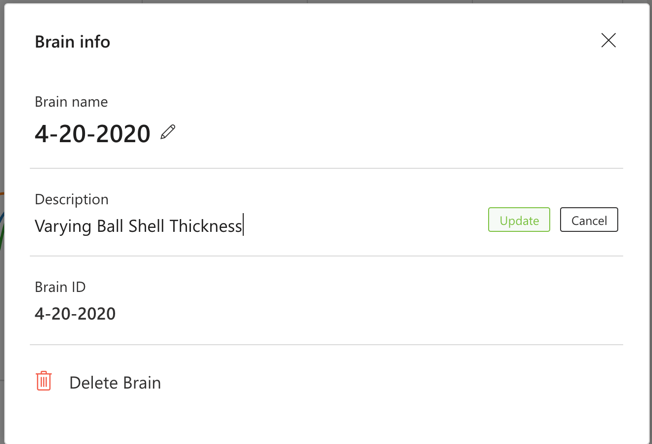 Brain info
Brain name
4-20-2020
Description
Varying Ball Shell Thickness
Update
Cancel
Brain ID
4-20-2020
Delete Brain